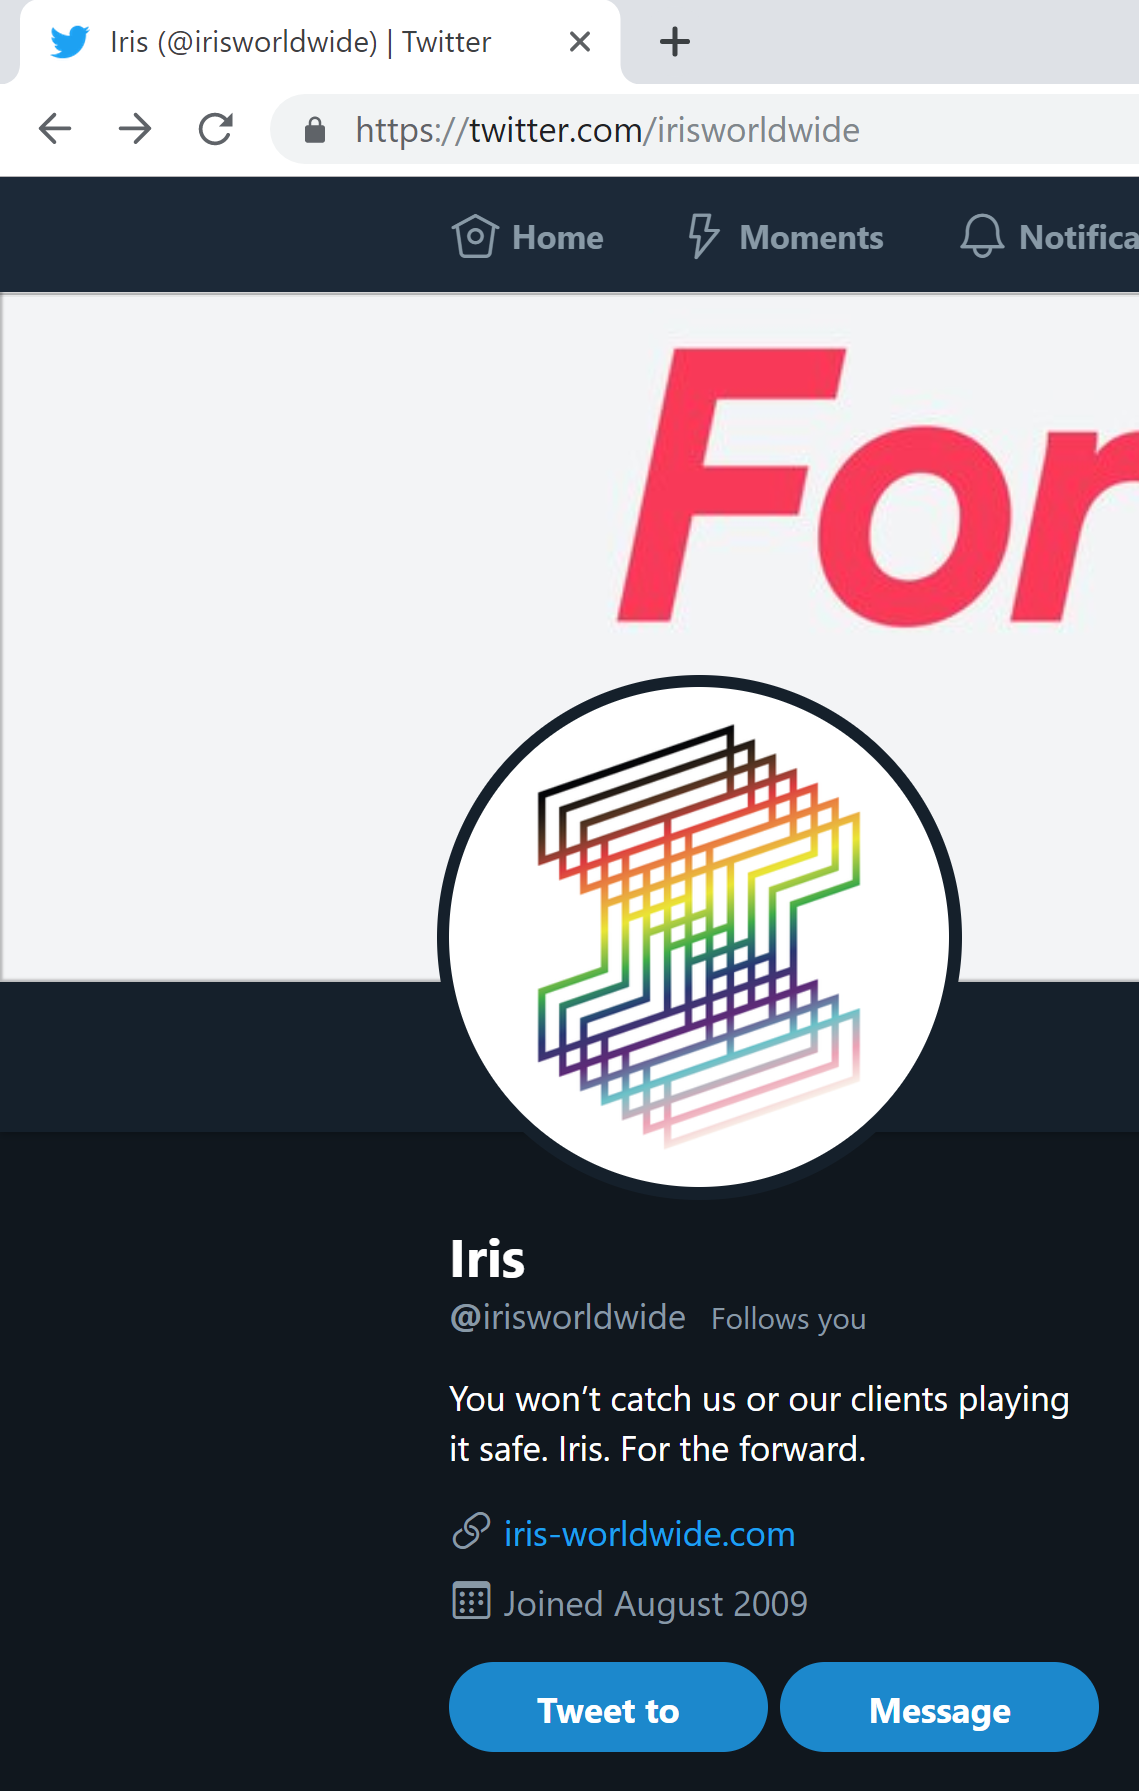 Iris (@irisworldwide) | Twitter
https://twitter.com/irisworldwide
Home Moments Notifica
For
Iris
@irisworldwide Follows you
You won’t catch us or our clients playing
it safe. Iris. For the forward.
iris-worldwide.com
Joined August 2009
Tweet to Message